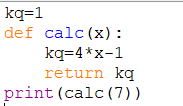 kq=1
def calc(x):
    kq=4*x-1
    return kq
print(calc(7))